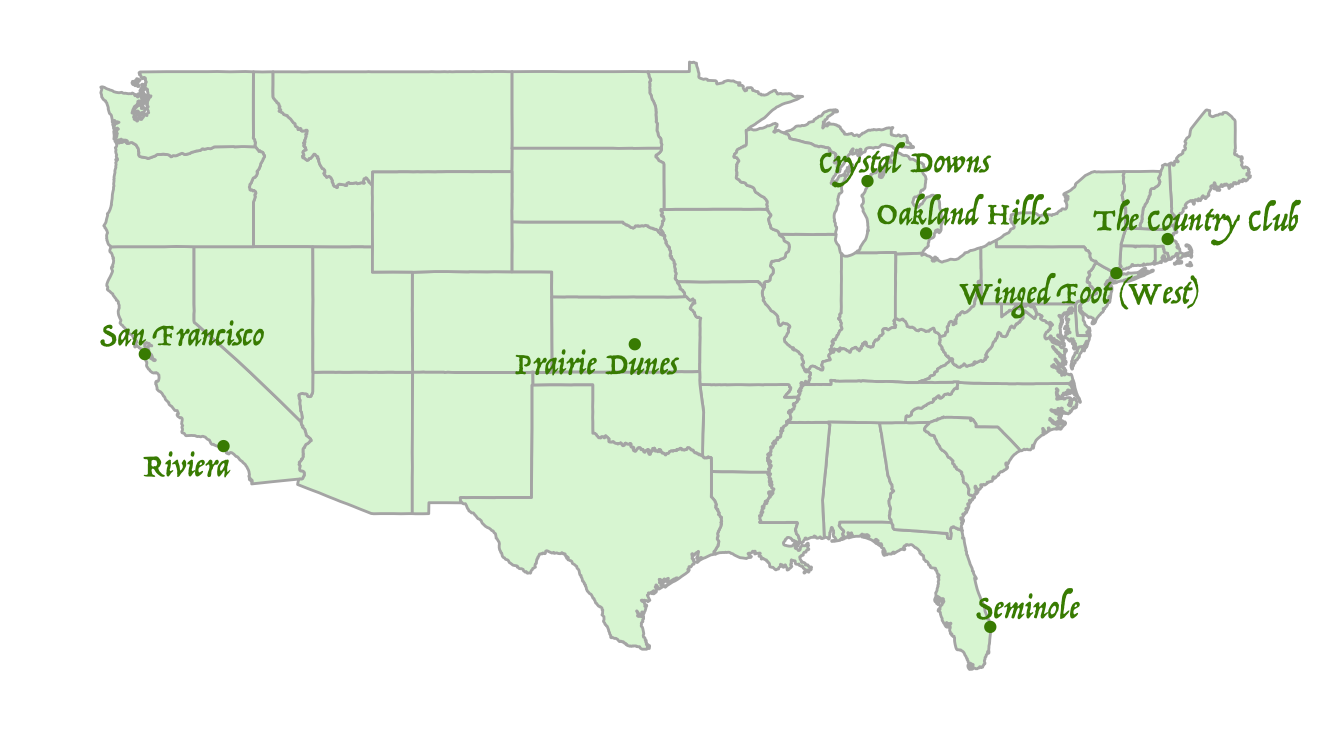 Crystal Downs
Oakland Hills
The Country Club
Winged Foot (West)
San Francisco
Prairie Dunes
Riviera
Seminole